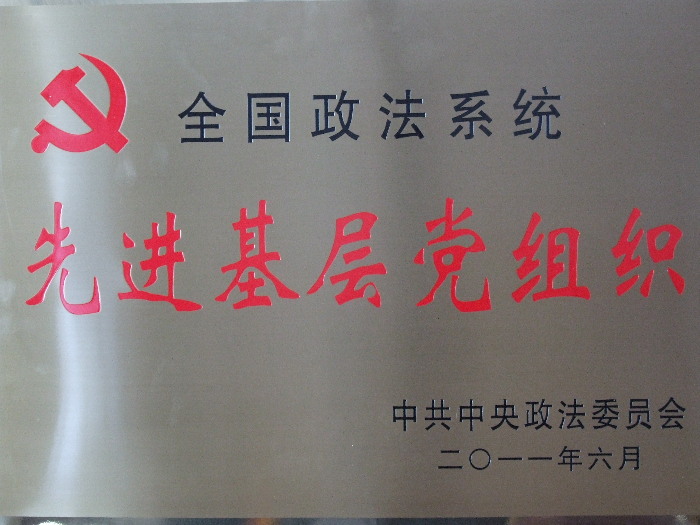 全国政法系统
先进基层党组织
中共中央政法委员会
二〇一一年六月